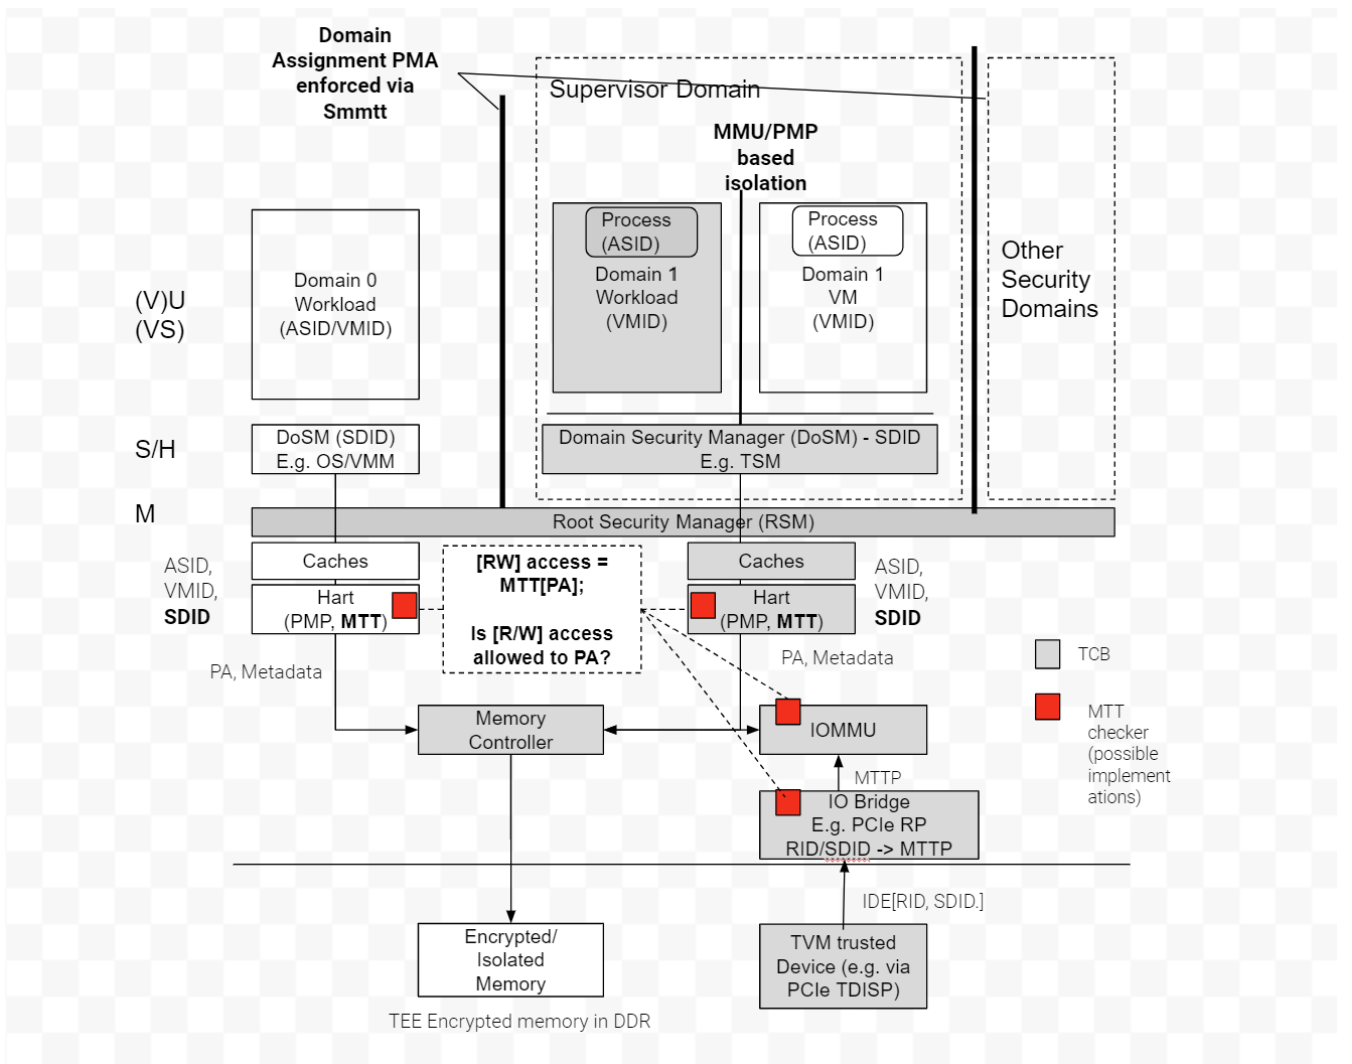 Domain
Assignment PMA
enforced via
Smmtt
Supervisor Domain
MMU/PMP
based
isolation
Process
(ASID)
Domain 1
Workload
(VMID)
Process
(ASID)
Domain 1
VM
(VMID)
Other
Security
Domains
Domain 0
Workload
(ASID/VMID)
(V)U
(VS)
S/H
DoSM (SDID)
E.g. OS/VMM
Domain Security Manager (DoSM) - SDID
E.g. TSM
M
Root Security Manager (RSM)
ASID,
VMID,
SDID
Caches
Hart
(PMP, MTT)
[RW] access =
MTT[PA];
Is [R/W] access
allowed to PA?
Caches
Hart
(PMP, MTT)
ASID,
VMID,
SDID
PA, Metadata
PA, Metadata
TCB
MTT
checker
(possible
implement
ations)
Memory
Controller
IOMMU
MTTP
IO Bridge
E.g. PCIe RP
RID/SDID -> MTTP
IDE[RID, SDID.]
Encrypted/
Isolated
Memory
TVM trusted
Device (e.g. via
PCIe TDISP)
TEE Encrypted memory in DDR